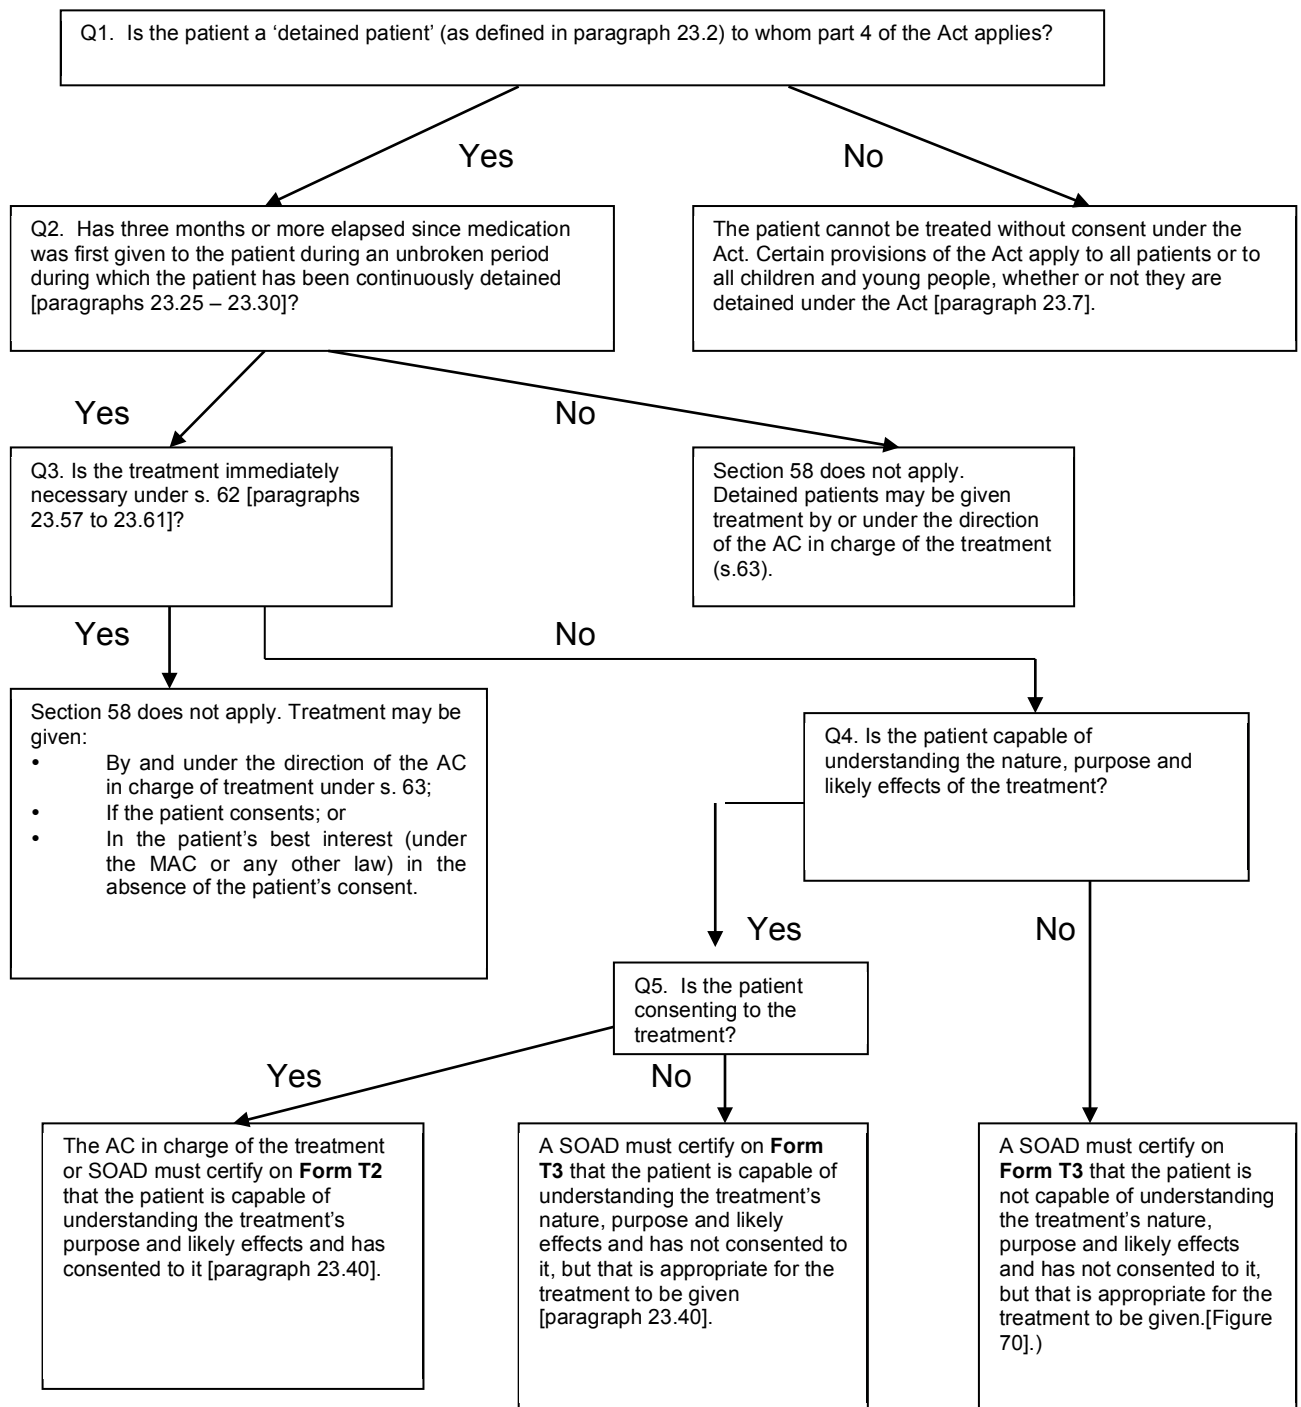 Q1. Is the patient a ‘detained patient’ (as defined in paragraph 23.2) to whom part 4 of the Act applies?
Yes
No
Q2. Has three months or more elapsed since medication
was first given to the patient during an unbroken period
during which the patient has been continuously detained
[paragraphs 23.25 – 23.30]?
The patient cannot be treated without consent under the
Act. Certain provisions of the Act apply to all patients or to
all children and young people, whether or not they are
detained under the Act [paragraph 23.7].
Yes
No
Q3. Is the treatment immediately
necessary under s. 62 [paragraphs
23.57 to 23.61]?
Section 58 does not apply.
Detained patients may be given
treatment by or under the direction
of the AC in charge of the treatment
(s.63).
Yes
No
Section 58 does not apply. Treatment may be
given:
• By and under the direction of the AC
in charge of treatment under s. 63;
• If the patient consents; or
• In the patient’s best interest (under
the MAC or any other law) in the
absence of the patient’s consent.
Q4. Is the patient capable of
understanding the nature, purpose and
likely effects of the treatment?
Yes
No
Q5. Is the patient
consenting to the
treatment?
Yes
No
The AC in charge of the treatment
or SOAD must certify on Form T2
that the patient is capable of
understanding the treatment’s
purpose and likely effects and has
consented to it [paragraph 23.40].
A SOAD must certify on Form
T3 that the patient is capable of
understanding the treatment’s
nature, purpose and likely
effects and has not consented to
it, but that is appropriate for the
treatment to be given
[paragraph 23.40].
A SOAD must certify on
Form T3 that the patient is
not capable of understanding
the treatment’s nature,
purpose and likely effects
and has not consented to it,
but that is appropriate for the
treatment to be given.[Figure
70].)